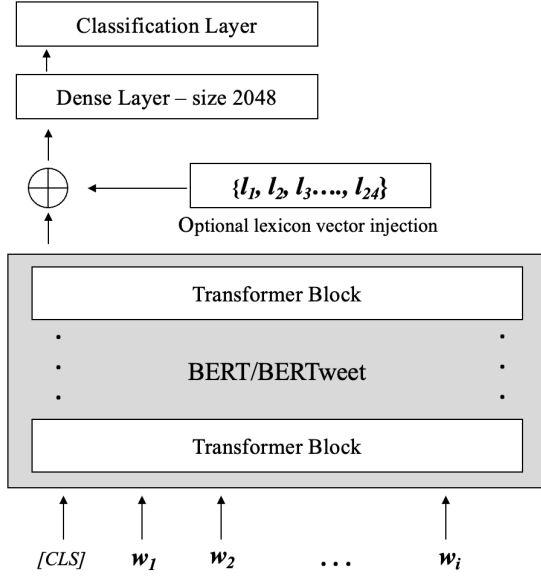 Classification Layer
Dense Layer – size 2048
{l1, l2, l3…., l24}
Optional lexicon vector injection
Transformer Block
BERT/BERTweet
Transformer Block
[CLS] w1 w2 ... wi